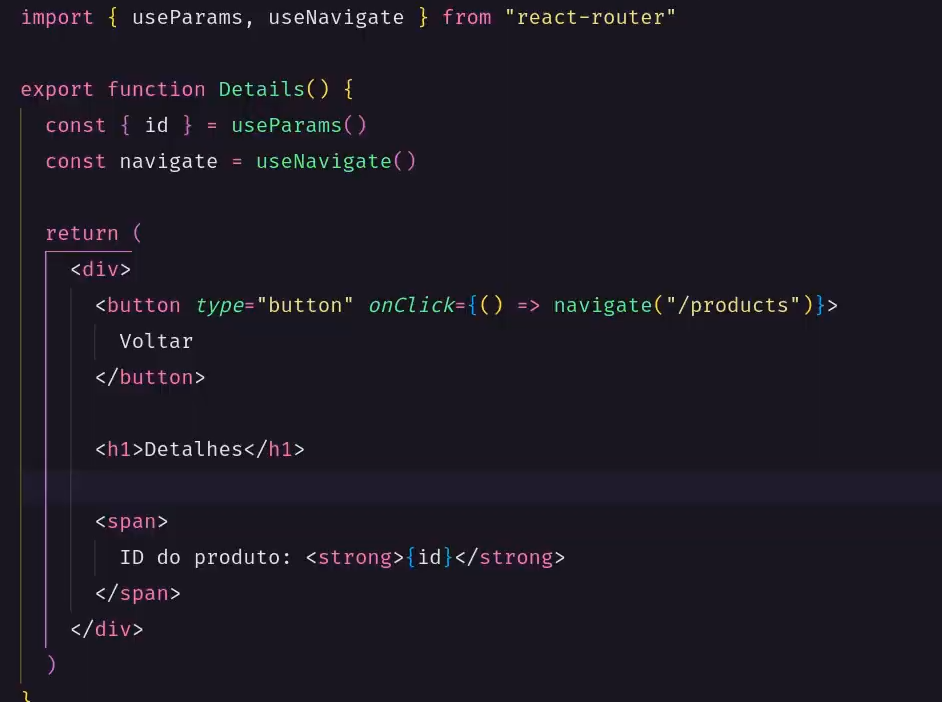 import { useParams, useNavigate } from "react-router"
export function Details() {
const { id } = useParams()
const navigate = useNavigate()
return (
<div>
<button type="button" onClick={() => navigate("/products")}>
Voltar
</button>
<h1>Detalhes</h1>
<span>
ID do produto: <strong>{id}</strong>
</span>
</div>
)
}